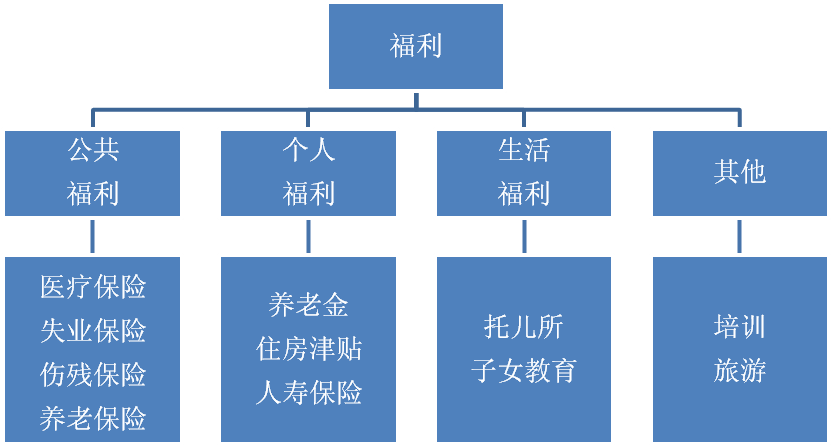 福利
公共
福利
个人
福利
生活
福利
其他
医疗保险
失业保险
伤残保险
养老保险
养老金
住房津贴
人寿保险
托儿所
子女教育
培训
旅游